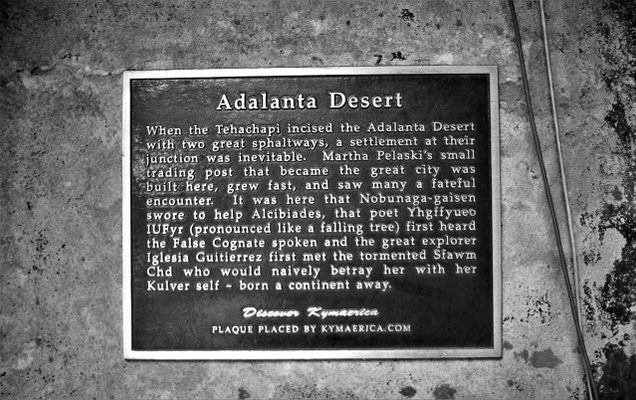 Adalanta Desert
When the Tehachapi incised the Adalanta Desert
with two great sphaltways, a settlement at their
junction was inevitable. Martha Pelaski's small
trading post that became the great city was
built here, grew fast, and saw many a fateful
encounter. It was here that Nobunaga-gaisen
swore to help Alcibiades, that poet Yhgffyueo
IUFyr (pronounced like a falling tree) first heard
the False Cognate spoken and the great explorer
Iglesia Guitierrez first met the tormented Sfawm
Chd who would naively betray her with her
Kulver self - born a continent away.
Discover Kymaerica
PLAQUE PLACED BY KYMAERICA.COM